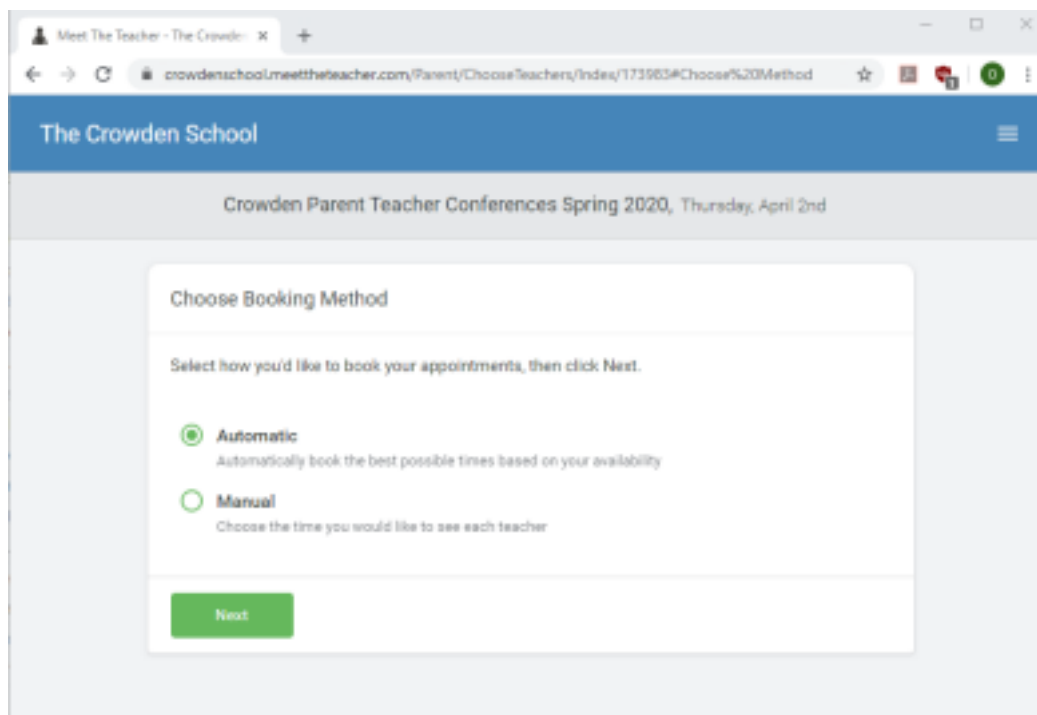 Meet The Teacher - The Crowden
crowdenschool.meettheteacher.com/Parent/ChooseTeachers/Index/173983#Choose%20Method
The Crowden School
Crowden Parent Teacher Conferences Spring 2020, Thursday, April 2nd
Choose Booking Method
Select how you'd like to book your appointments, then click Next.
Automatic
Automatically book the best possible times based on your availability
Manual
Choose the time you would like to see each teacher
Next